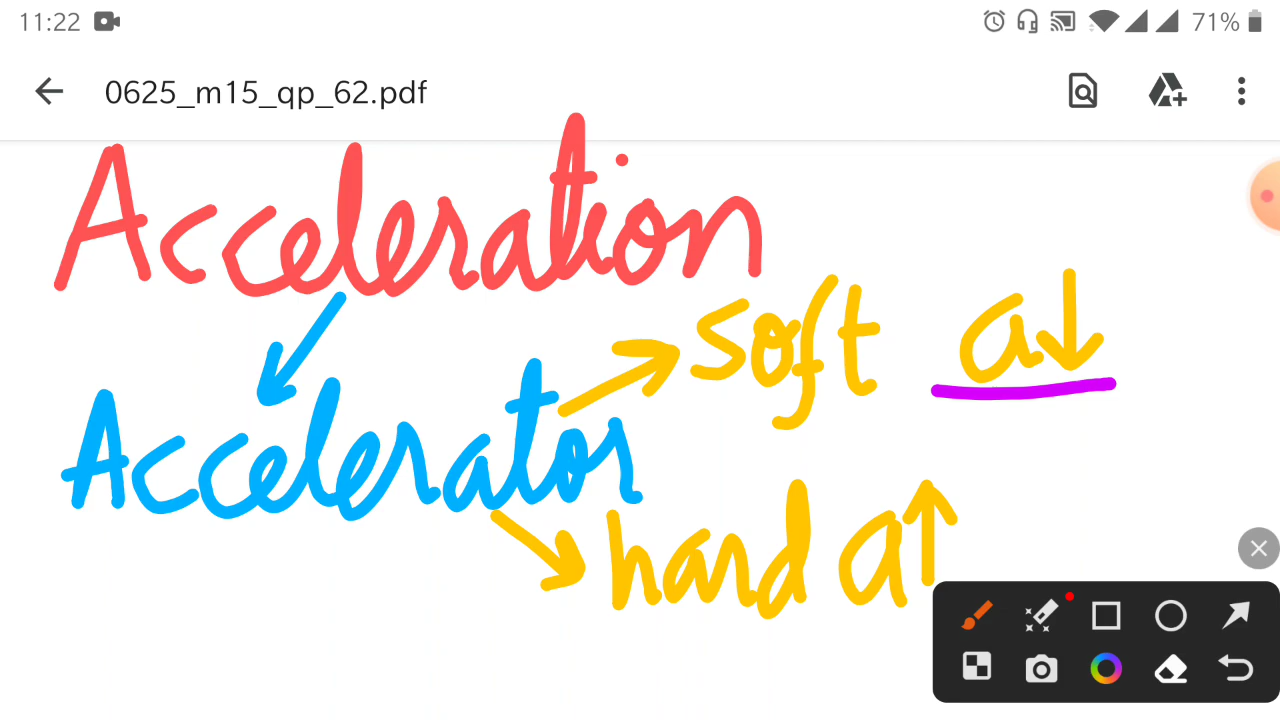 11:22 71%
0625_m15_qp_62.pdf
Acceleration
soft a↓
Accelerator
hard a↑